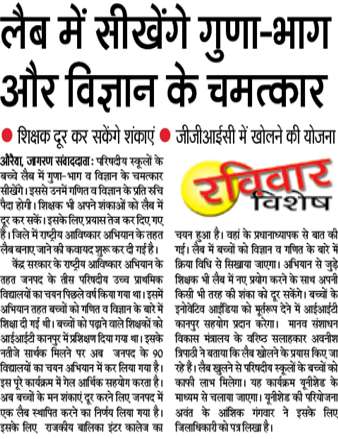 लैब में सीखेंगे गुणा-भाग
और विज्ञान के चमत्कार
● शिक्षक दूर कर सकेंगे शंकाएं ● जीजीआईसी में खोलने की योजना
औरैया, जागरण संवाददाता : परिषदीय स्कूलों के
बच्चे लैब में गुणा-भाग व विज्ञान के चमत्कार
सीखेंगे। इससे उनमें गणित व विज्ञान के प्रति रुचि
पैदा होगी। शिक्षक भी अपने शंकाओं को लैब में
दूर कर सकें। इसके लिए प्रयास तेज कर दिए गए
है। जिले में राष्ट्रीय आविष्कार अभियान के तहत
लैब बनाए जाने की कवायद शुरू कर दी गई है।
केंद्र सरकार के राष्ट्रीय आविष्कार अभियान के
तहत जनपद के तीस परिषदीय उच्च प्राथमिक
विद्यालयों का चयन पिछले वर्ष किया गया था। इसमें
अभियान तहत बच्चों को गणित व विज्ञान के बारे में
शिक्षा दी गई थी। बच्चों को पढ़ाने वाले शिक्षकों को
आईआईटी कानपुर में प्रशिक्षण दिया गया था। इसके
नतीजे सार्थक मिलने पर अब जनपद के 90
विद्यालयों का चयन अभियान में कर लिया गया है।
इस पूरे कार्यक्रम में गेल आर्थिक सहयोग करता है।
अब बच्चों के मन शंकाएं दूर करने के लिए जनपद में
एक लैब स्थापित करने का निर्णय लिया गया है।
इसके लिए राजकीय बालिका इंटर कालेज का
रविवार
विशेष
चयन हुआ है। वहां के प्रधानाध्यापक से बात की
गई। लैब में बच्चों को विज्ञान व गणित के बारे में
क्रिया विधि से सिखाया जाएगा। अभियान से जुड़े
शिक्षक भी लैब में नए प्रयोग करने के साथ अपनी
किसी भी तरह की शंका को दूर सकेंगे। बच्चों के
इनोवेटिव आईडिया को मूर्तरूप देने में आईआईटी
कानपुर सहयोग प्रदान करेगा। मानव संसाधन
विकास मंत्रालय के वरिष्ठ सलाहकार अवनीश
त्रिपाठी ने बताया कि लैब खोलने के प्रयास किए जा
रहे है। लैब खुलने से परिषदीय स्कूलों के बच्चों को
काफी लाभ मिलेगा। यह कार्यक्रम यूनीशेड के
माध्यम से चलाया जाएगा। यूनीशेड की परियोजना
अवंत के आंशिक गंगवार ने इसके लिए
जिलाधिकारी को पत्र लिखा है।